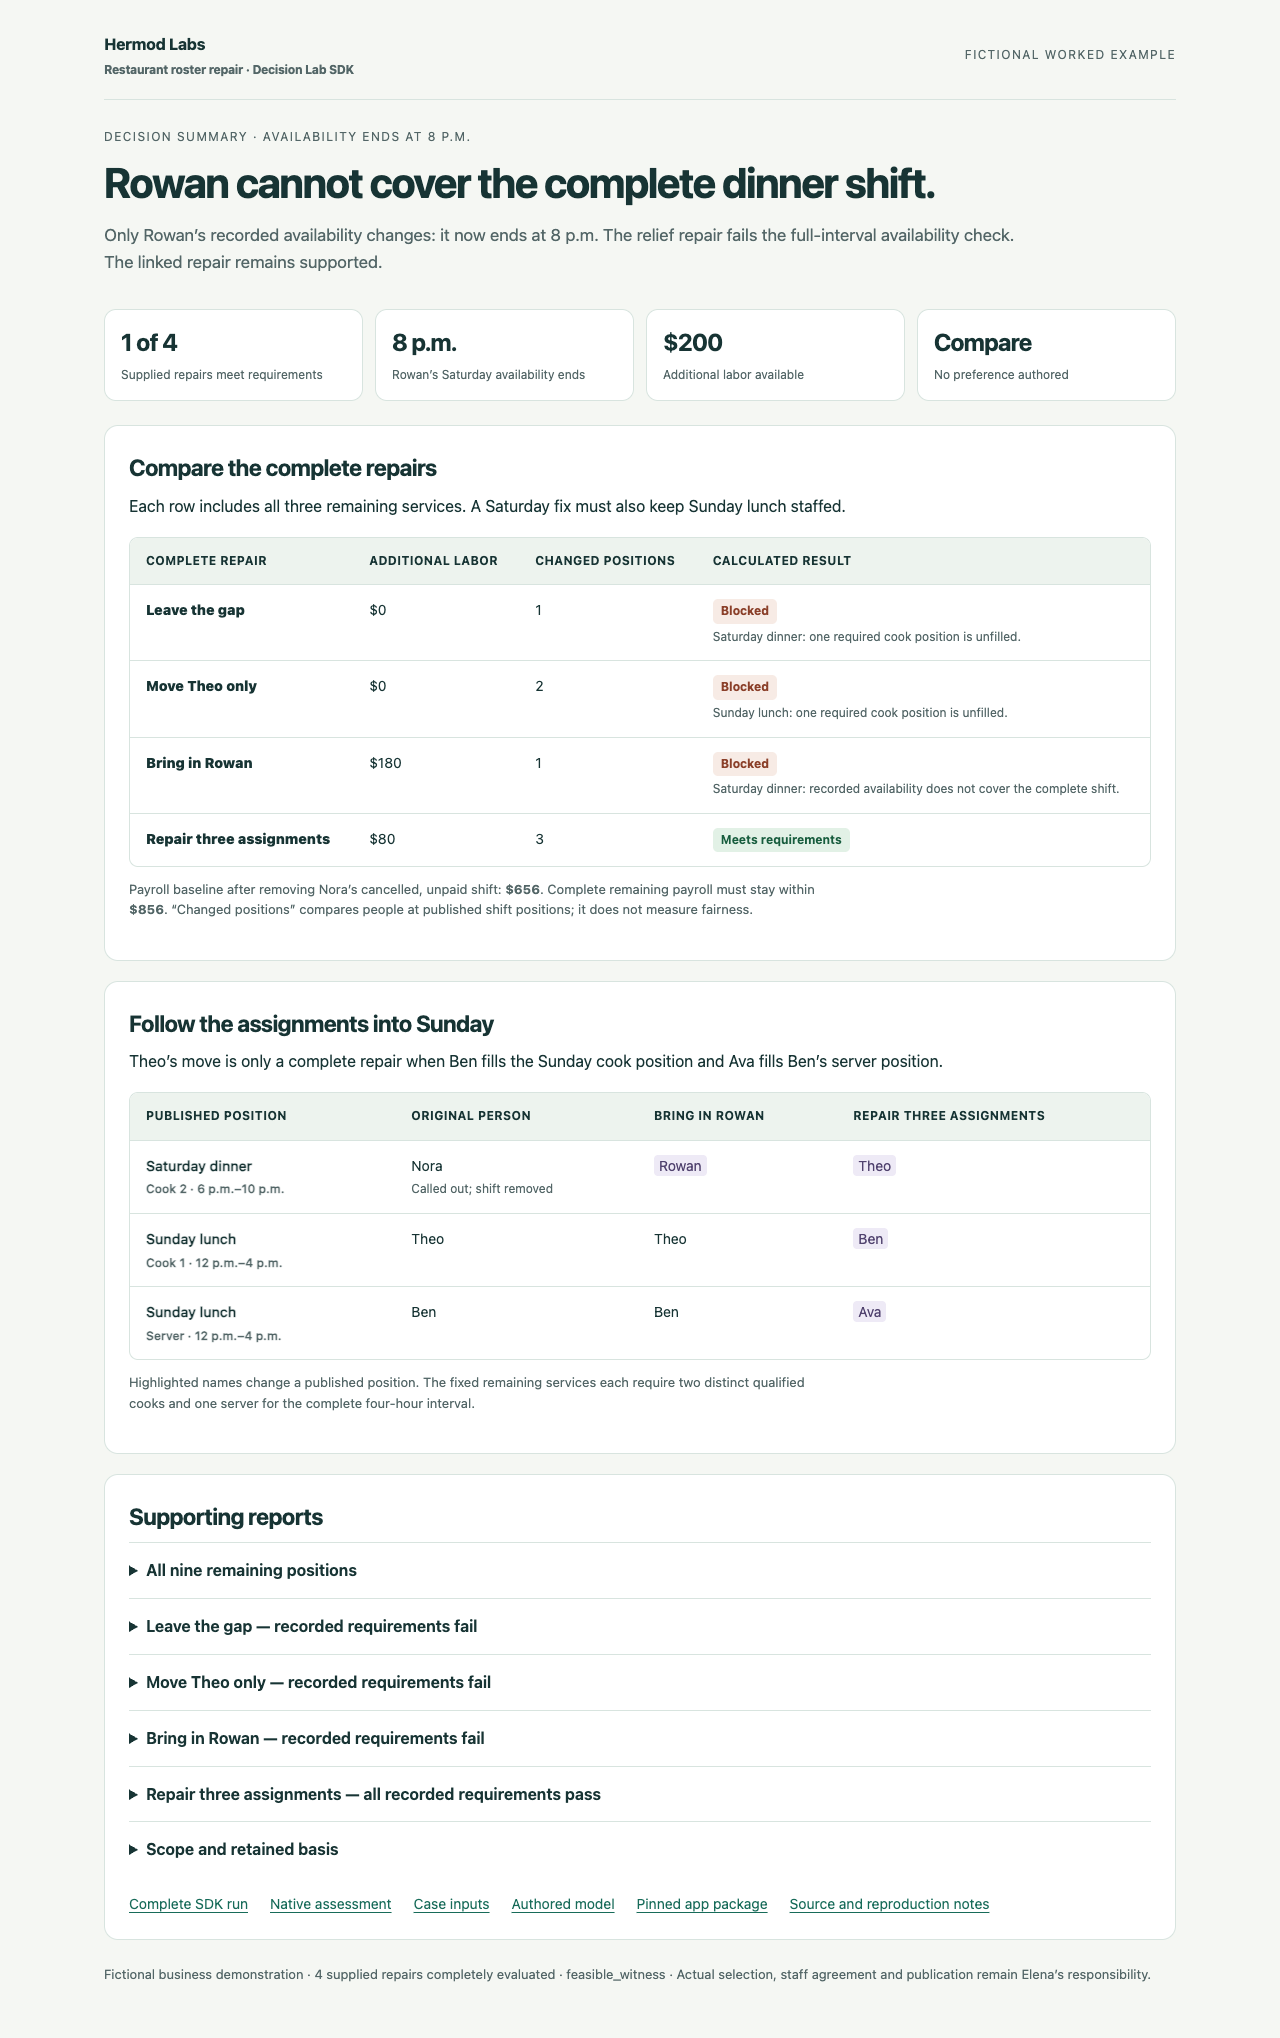 Hermod Labs
Restaurant roster repair · Decision Lab SDK
FICTIONAL WORKED EXAMPLE
DECISION SUMMARY · AVAILABILITY ENDS AT 8 P.M.
Rowan cannot cover the complete dinner shift.
Only Rowan’s recorded availability changes: it now ends at 8 p.m. The relief repair fails the full-interval availability check.
The linked repair remains supported.
1 of 4
Supplied repairs meet requirements
8 p.m.
Rowan’s Saturday availability ends
$200
Additional labor available
Compare
No preference authored
Compare the complete repairs
Each row includes all three remaining services. A Saturday fix must also keep Sunday lunch staffed.
COMPLETE REPAIR ADDITIONAL LABOR CHANGED POSITIONS CALCULATED RESULT
Leave the gap $0 1 Blocked
Saturday dinner: one required cook position is unfilled.
Move Theo only $0 2 Blocked
Sunday lunch: one required cook position is unfilled.
Bring in Rowan $180 1 Blocked
Saturday dinner: recorded availability does not cover the complete shift.
Repair three assignments $80 3 Meets requirements
Payroll baseline after removing Nora’s cancelled, unpaid shift: $656. Complete remaining payroll must stay within
$856. “Changed positions” compares people at published shift positions; it does not measure fairness.
Follow the assignments into Sunday
Theo’s move is only a complete repair when Ben fills the Sunday cook position and Ava fills Ben’s server position.
PUBLISHED POSITION ORIGINAL PERSON BRING IN ROWAN REPAIR THREE ASSIGNMENTS
Saturday dinner Nora Rowan Theo
Cook 2 · 6 p.m.–10 p.m. Called out; shift removed
Sunday lunch Theo Theo Ben
Cook 1 · 12 p.m.–4 p.m.
Sunday lunch Ben Ben Ava
Server · 12 p.m.–4 p.m.
Highlighted names change a published position. The fixed remaining services each require two distinct qualified
cooks and one server for the complete four-hour interval.
Supporting reports
All nine remaining positions
Leave the gap — recorded requirements fail
Move Theo only — recorded requirements fail
Bring in Rowan — recorded requirements fail
Repair three assignments — all recorded requirements pass
Scope and retained basis
Complete SDK run Native assessment Case inputs Authored model Pinned app package Source and reproduction notes
Fictional business demonstration · 4 supplied repairs completely evaluated · feasible_witness · Actual selection, staff agreement and publication remain Elena’s responsibility.